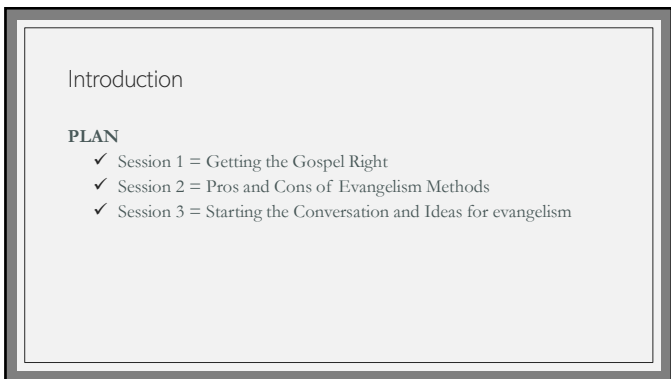 Introduction
PLAN
✓ Session 1 = Getting the Gospel Right
✓ Session 2 = Pros and Cons of Evangelism Methods
✓ Session 3 = Starting the Conversation and Ideas for evangelism